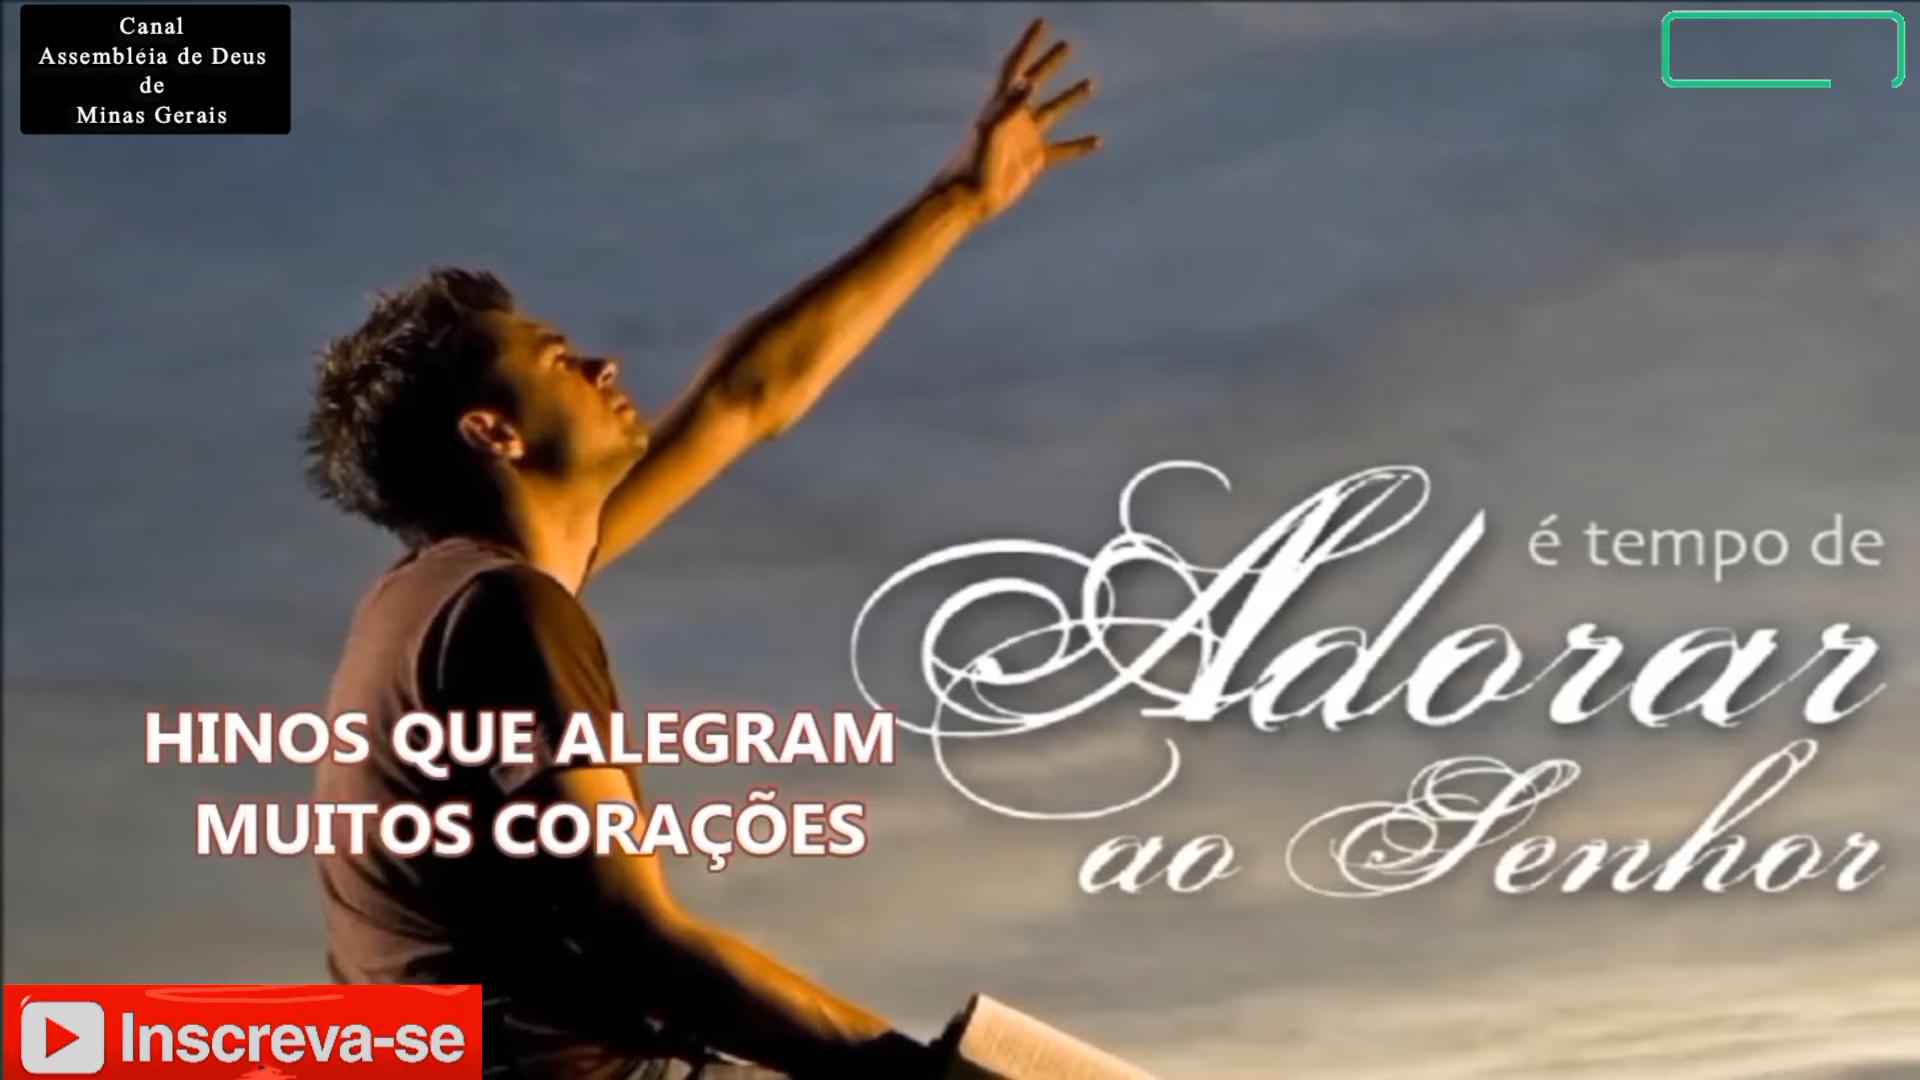 Canal
Assembléia de Deus
de
Minas Gerais
é tempo de
Adorar
ao Senhor
HINOS QUE ALEGRAM
MUITOS CORAÇÕES
Inscreva-se